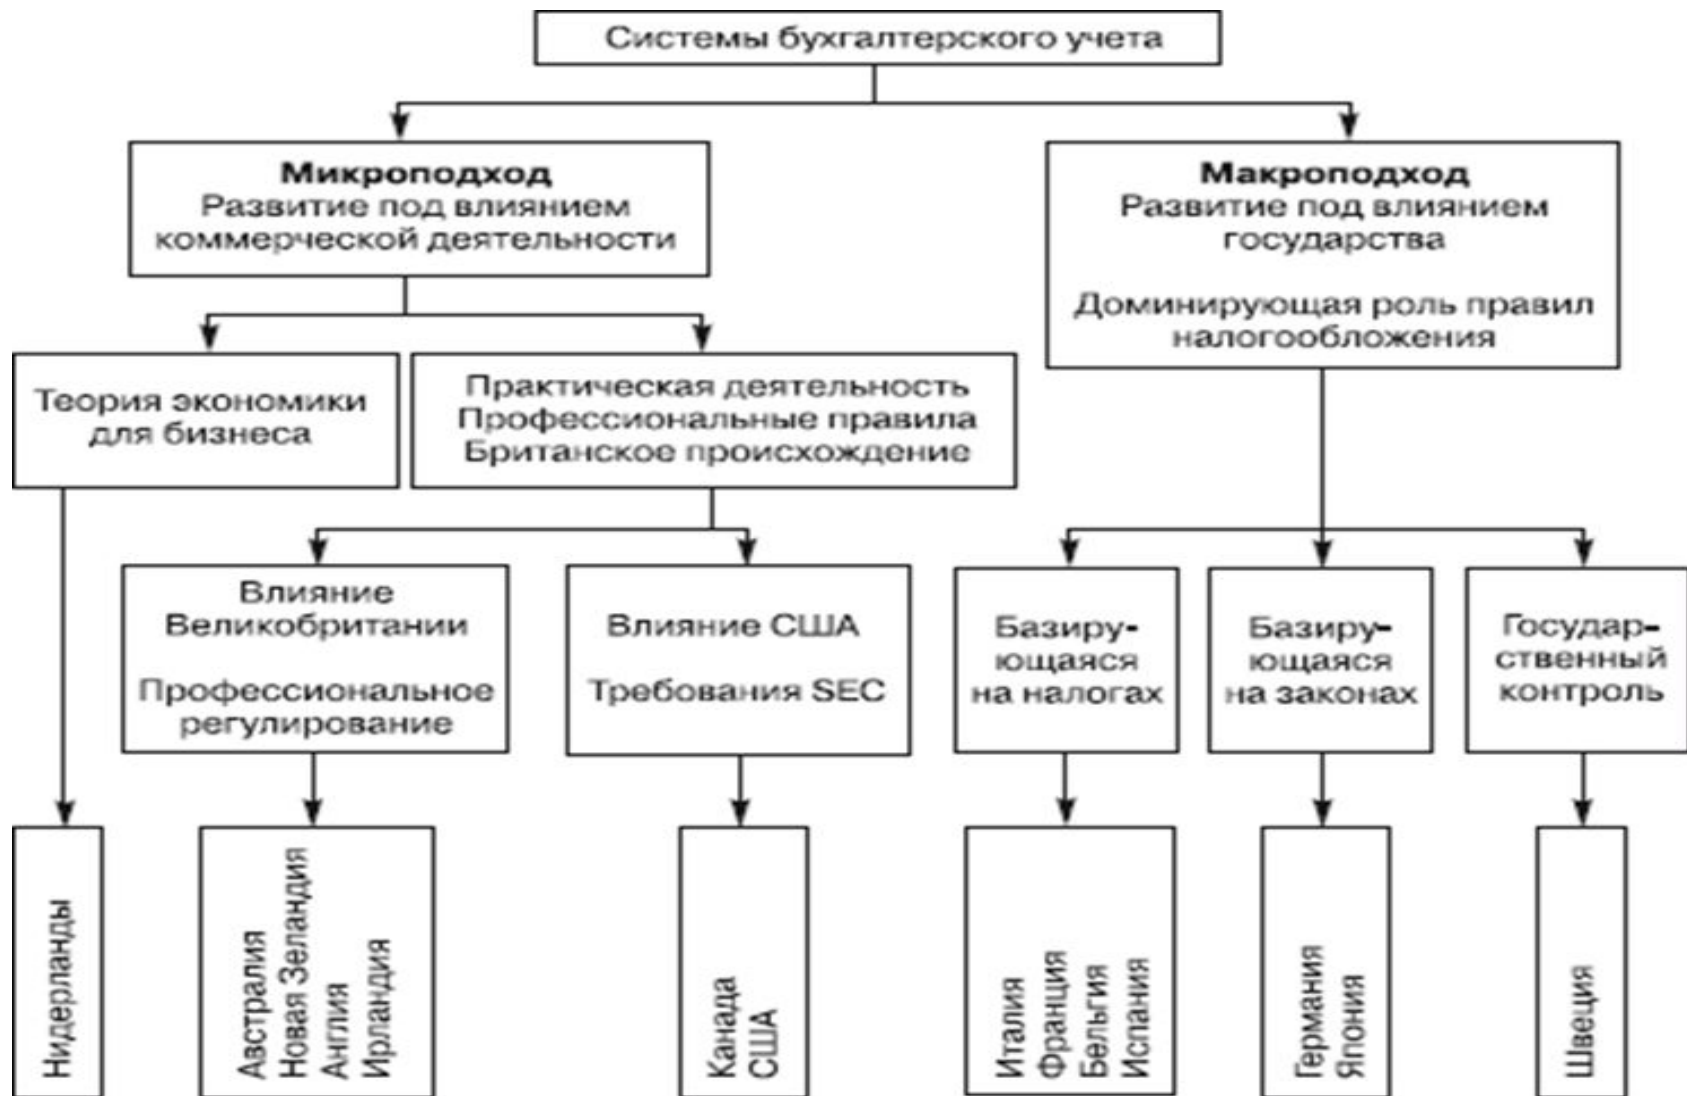 Системы бухгалтерского учета
Микроподход
Развитие под влиянием
коммерческой деятельности
Макроподход
Развитие под влиянием
государства
Доминирующая роль правил
налогообложения
Теория экономики
для бизнеса
Практическая деятельность
Профессиональные правила
Британское происхождение
Влияние
Великобритании
Профессиональное
регулирование
Влияние США
Требования SEC
Базиру-
ющаяся
на налогах
Базиру-
ющаяся
на законах
Государ-
ственный
контроль
Нидерланды
Австралия
Новая Зеландия
Англия
Ирландия
Канада
США
Италия
Франция
Бельгия
Испания
Германия
Япония
Швеция